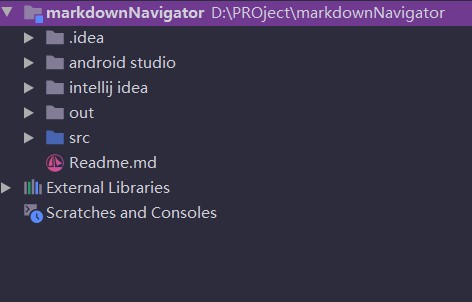 markdownNavigator D:\PROject\markdownNavigator
.idea
android studio
intellij idea
out
src
Readme.md
External Libraries
Scratches and Consoles